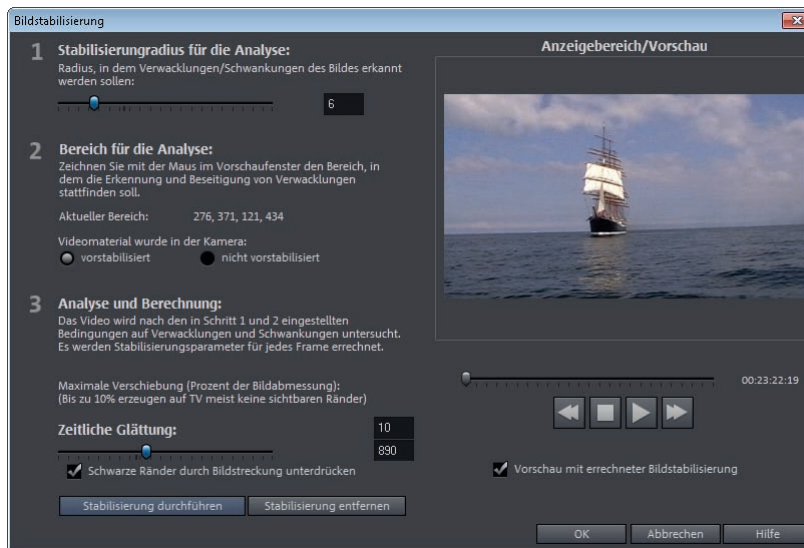 Bildstabilisierung
1 Stabilisierungradius für die Analyse:
Radius, in dem Verwacklungen/Schwankungen des Bildes erkannt
werden sollen:
6
2 Bereich für die Analyse:
Zeichnen Sie mit der Maus im Vorschaufenster den Bereich, in
dem die Erkennung und Beseitigung von Verwacklungen
stattfinden soll.
Aktueller Bereich: 276, 371, 121, 434
Videomaterial wurde in der Kamera:
vorstabilisiert nicht vorstabilisiert
3 Analyse und Berechnung:
Das Video wird nach den in Schritt 1 und 2 eingestellten
Bedingungen auf Verwacklungen und Schwankungen untersucht.
Es werden Stabilisierungsparameter für jedes Frame errechnet.
Maximale Verschiebung (Prozent der Bildabmessung):
(Bis zu 10% erzeugen auf TV meist keine sichtbaren Ränder)
10
Zeitliche Glättung:
890
Schwarze Ränder durch Bildstreckung unterdrücken
Stabilisierung durchführen Stabilisierung entfernen
Anzeigebereich/Vorschau
00:23:22:19
Vorschau mit errechneter Bildstabilisierung
OK Abbrechen Hilfe